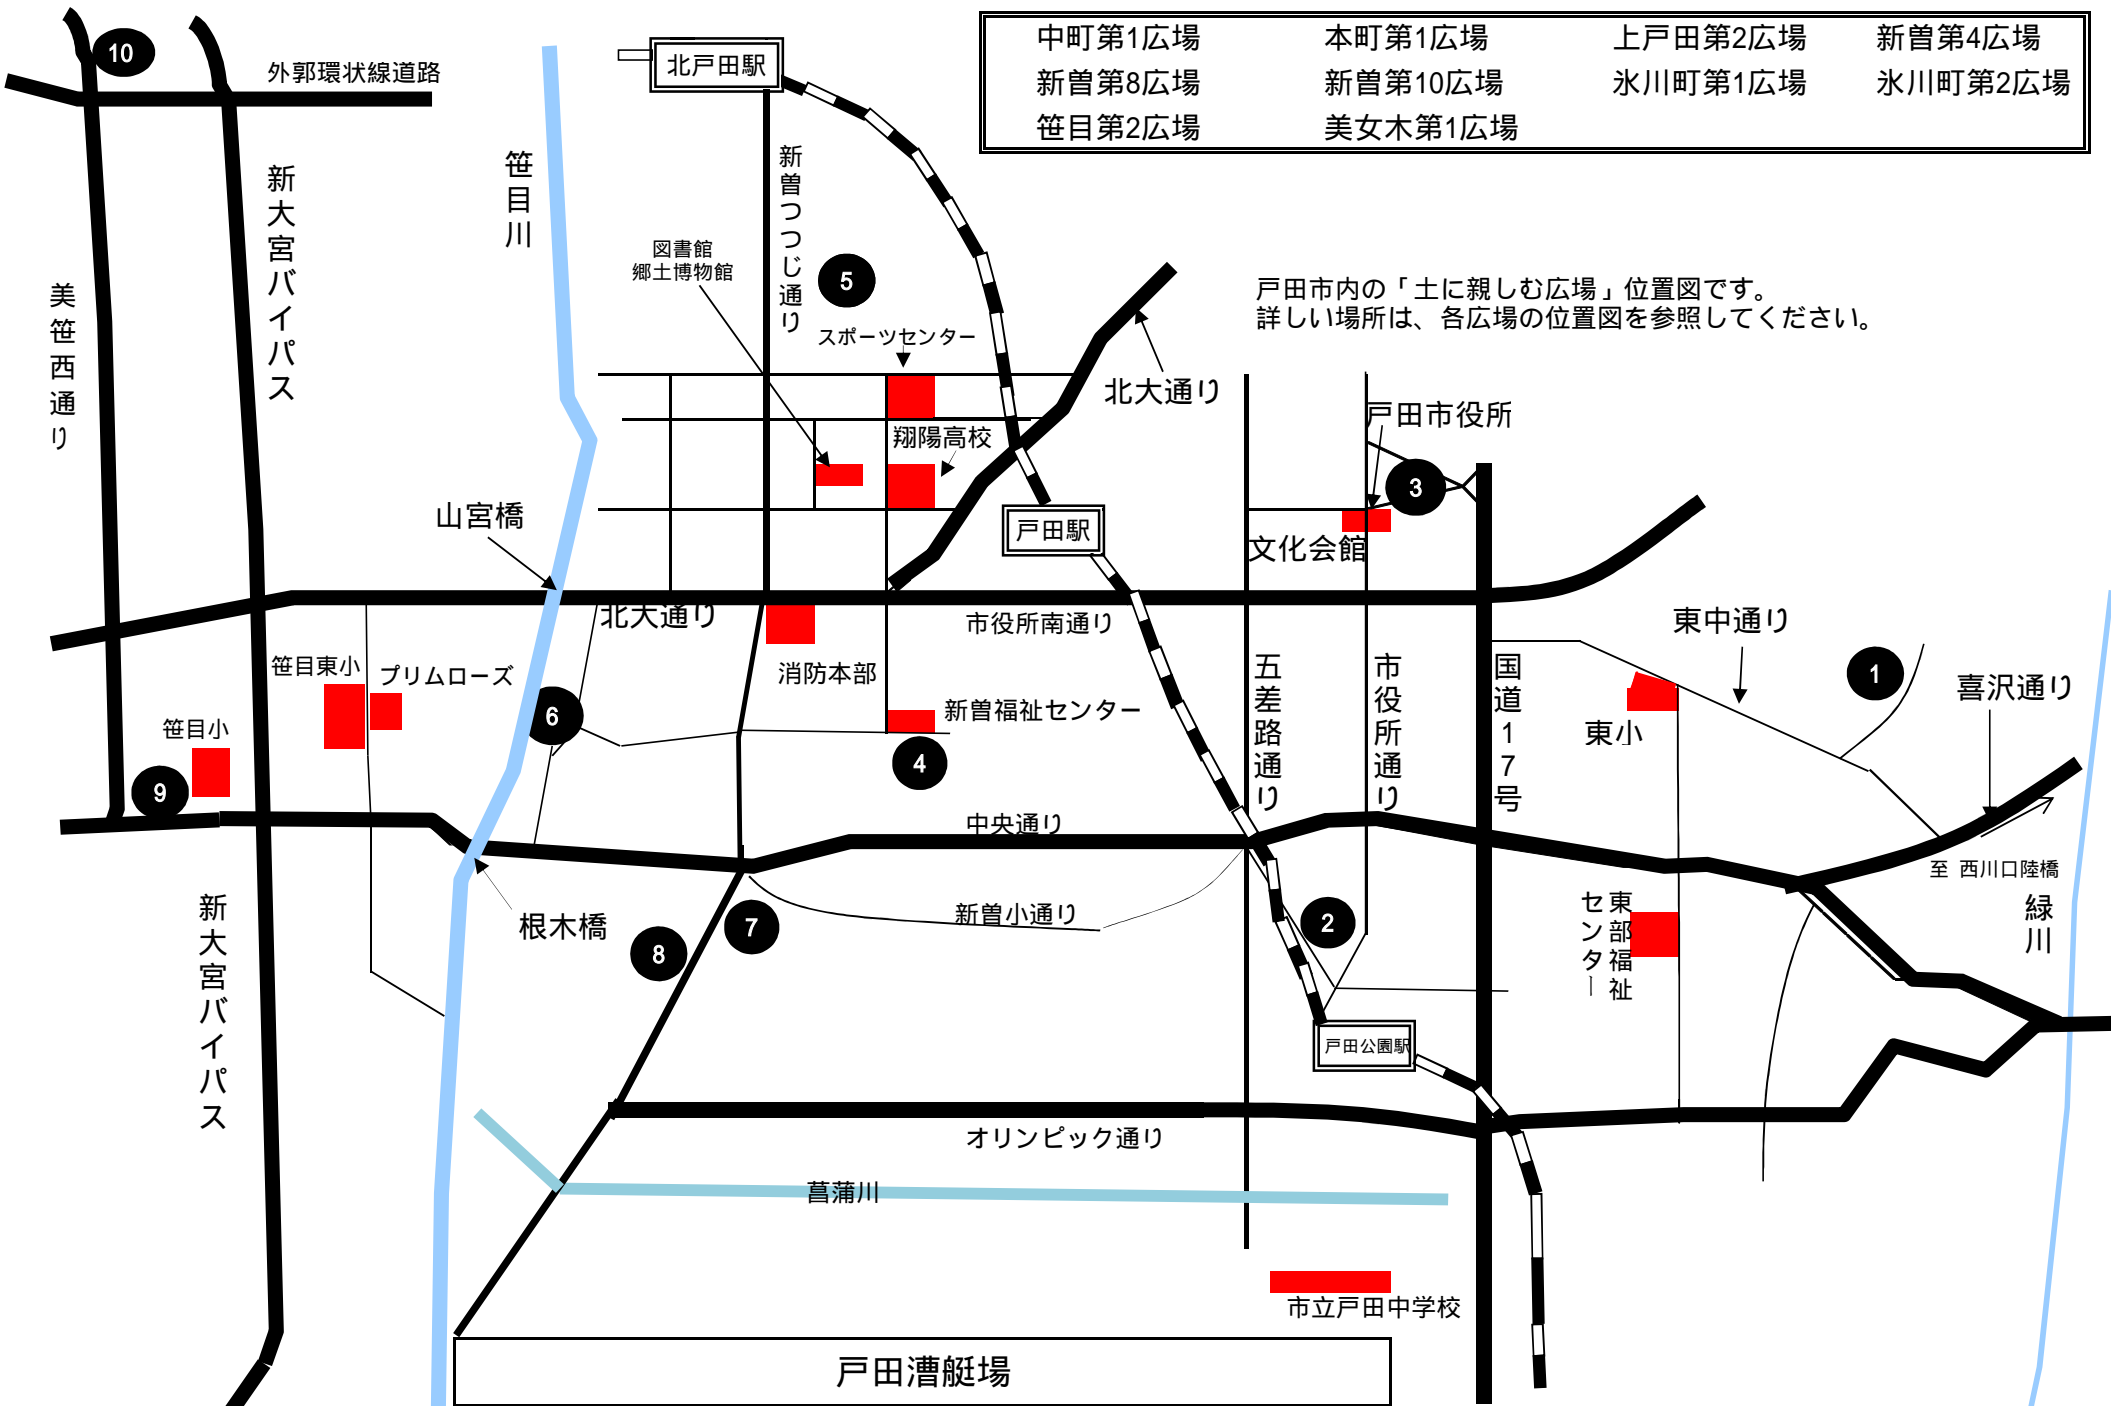 中町第1広場 本町第1広場 上戸田第2広場 新曽第4広場
新曽第8広場 新曽第10広場 氷川町第1広場 氷川町第2広場
笹目第2広場 美女木第1広場
10
外郭環状線道路
北戸田駅
新大宮バイパス
笹目川
新曽つつじ通り
図書館
郷土博物館
5
美笹西通り
スポーツセンター
戸田市内の「土に親しむ広場」位置図です。
詳しい場所は、各広場の位置図を参照してください。
北大通り
戸田市役所
翔陽高校
3
山宮橋
戸田駅
文化会館
北大通り
市役所南通り
東中通り
笹目東小
プリムローズ
消防本部
五差路通り
市役所通り
国道17号
1
喜沢通り
笹目小
6
新曽福祉センター
東小
9
4
中央通り
至 西川口陸橋
新大宮バイパス
根木橋
8
7
新曽小通り
2
東部福祉
センター
緑川
戸田公園駅
オリンピック通り
菖蒲川
市立戸田中学校
戸田漕艇場